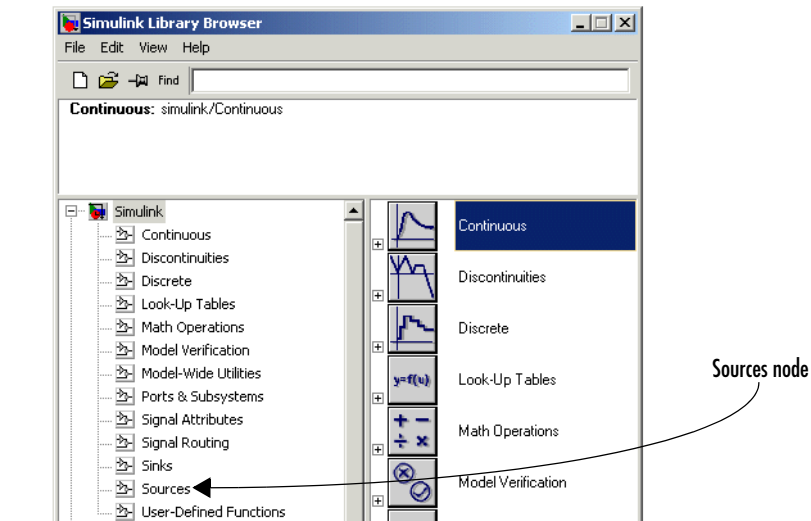 Simulink Library Browser
File Edit View Help
Find
Continuous: simulink/Continuous
Simulink
Continuous
Discontinuities
Discrete
Look-Up Tables
Math Operations
Model Verification
Model-Wide Utilities
Ports & Subsystems
Signal Attributes
Signal Routing
Sinks
Sources
User-Defined Functions
Continuous
Discontinuities
Discrete
y=f(u)
Look-Up Tables
Math Operations
Model Verification
Sources node